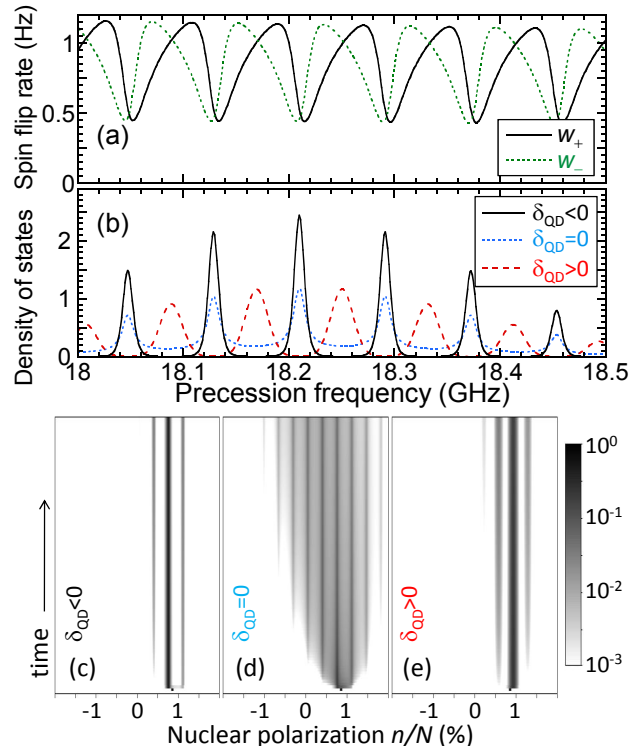 Spin flip rate
1
0.5
0
(a)
w₊
w₋
Density of states
2
1
0
(b)
δQD<0
δQD=0
δQD>0
18 18.1 18.2 18.3 18.4 18.5
Precession frequency (GHz)
time
δQD<0
(c)
δQD=0
(d)
δQD>0
(e)
10⁰
10⁻¹
10⁻²
10⁻³
-1 0 1 -1 0 1 -1 0 1
Nuclear polarization n/N (%)